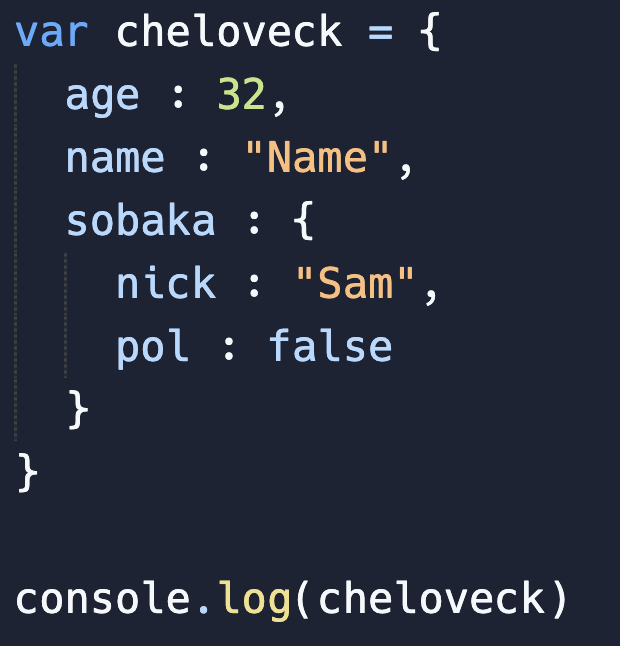 var cheloveck = {
  age : 32,
  name : "Name",
  sobaka : {
    nick : "Sam",
    pol : false
  }
}

console.log(cheloveck)